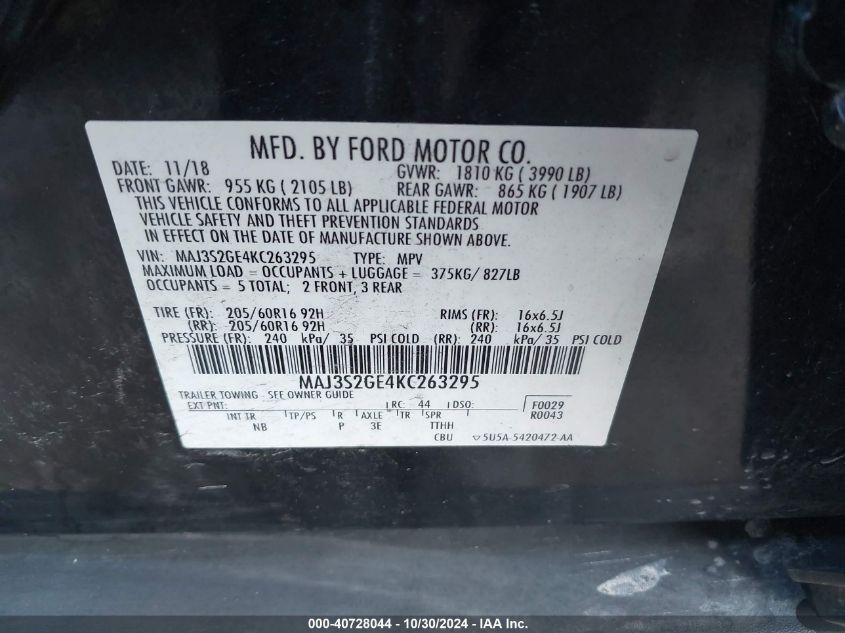 MFD. BY FORD MOTOR CO.
DATE: 11/18 GVWR: 1810 KG ( 3990 LB)
FRONT GAWR: 955 KG ( 2105 LB) REAR GAWR: 865 KG ( 1907 LB)
THIS VEHICLE CONFORMS TO ALL APPLICABLE FEDERAL MOTOR
VEHICLE SAFETY AND THEFT PREVENTION STANDARDS
IN EFFECT ON THE DATE OF MANUFACTURE SHOWN ABOVE.
VIN: MAJ3S2GE4KC263295 TYPE: MPV
MAXIMUM LOAD = OCCUPANTS + LUGGAGE = 375KG/ 827LB
OCCUPANTS = 5 TOTAL; 2 FRONT, 3 REAR
TIRE (FR): 205/60R16 92H RIMS (FR): 16x6.5J
(RR): 205/60R16 92H (RR): 16x6.5J
PRESSURE (FR): 240 kPa/ 35 PSI COLD (RR): 240 kPa/ 35 PSI COLD
MAJ3S2GE4KC263295
TRAILER TOWING - SEE OWNER GUIDE
EXT PNT: RC: 44 DSO: F0029
INT TR TP/PS R AXLE TR SPR R0043
NB P 3E TTHH
CBU 5U5A-5420472-AA
000-40728044 / 10/30/2024 - IAA Inc.